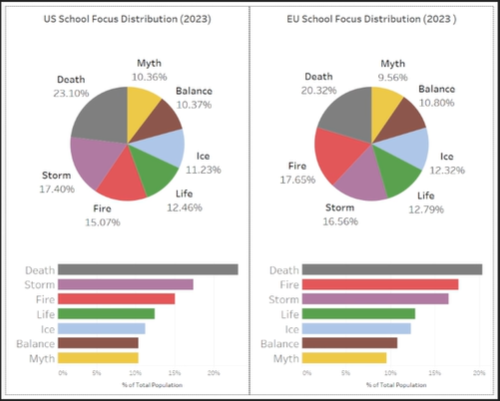 US School Focus Distribution (2023)
Myth
10.36%
Balance
10.37%
Ice
11.23%
Life
12.46%
Fire
15.07%
Storm
17.40%
Death
23.10%
Death
Storm
Fire
Life
Ice
Balance
Myth
0% 5% 10% 15% 20%
% of Total Population
EU School Focus Distribution (2023 )
Myth
9.56%
Balance
10.80%
Ice
12.32%
Life
12.79%
Storm
16.56%
Fire
17.65%
Death
20.32%
Death
Fire
Storm
Life
Ice
Balance
Myth
0% 5% 10% 15% 20%
% of Total Population